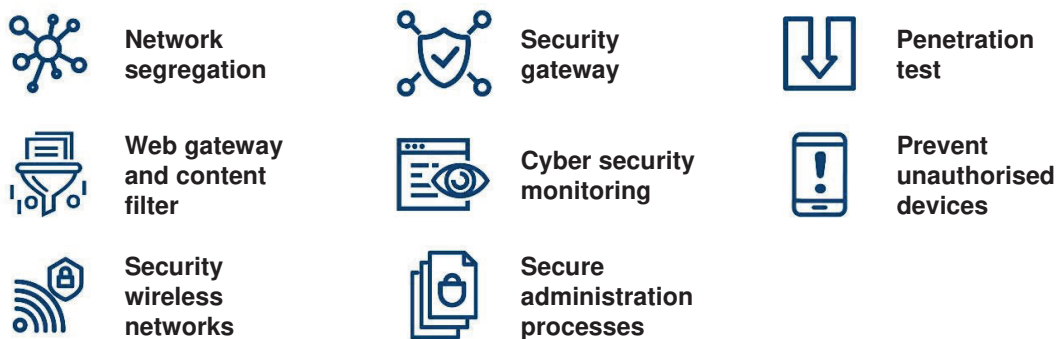 Network
segregation
Security
gateway
Penetration
test
Web gateway
and content
filter
Cyber security
monitoring
Prevent
unauthorised
devices
Security
wireless
networks
Secure
administration
processes